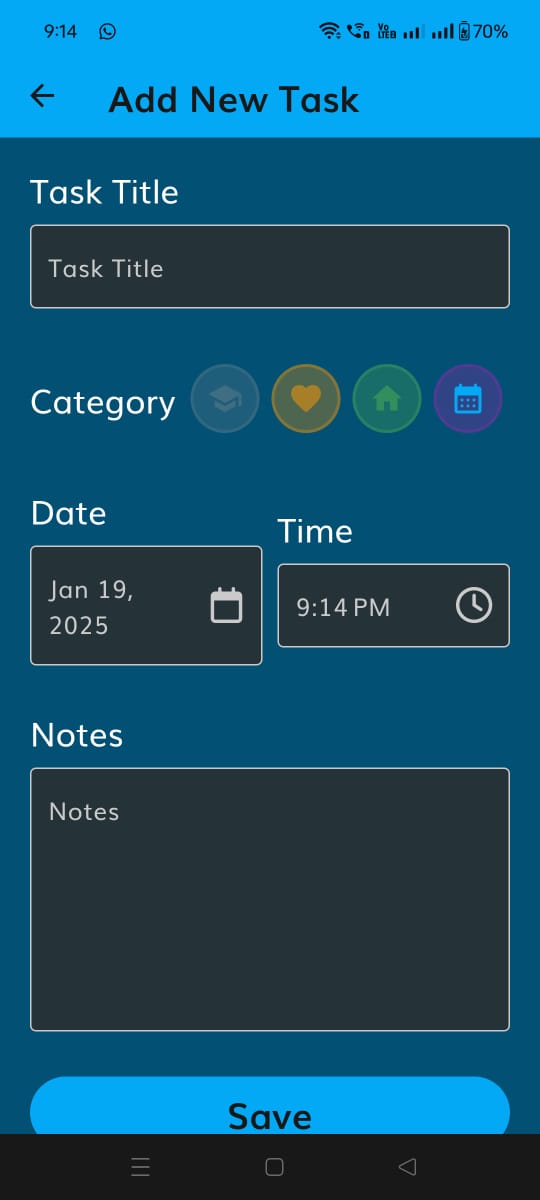 9:14
Vo
LTE2
70%
Add New Task
Task Title
Task Title
Category
Date
Time
Jan 19,
2025
9:14 PM
Notes
Notes
Save